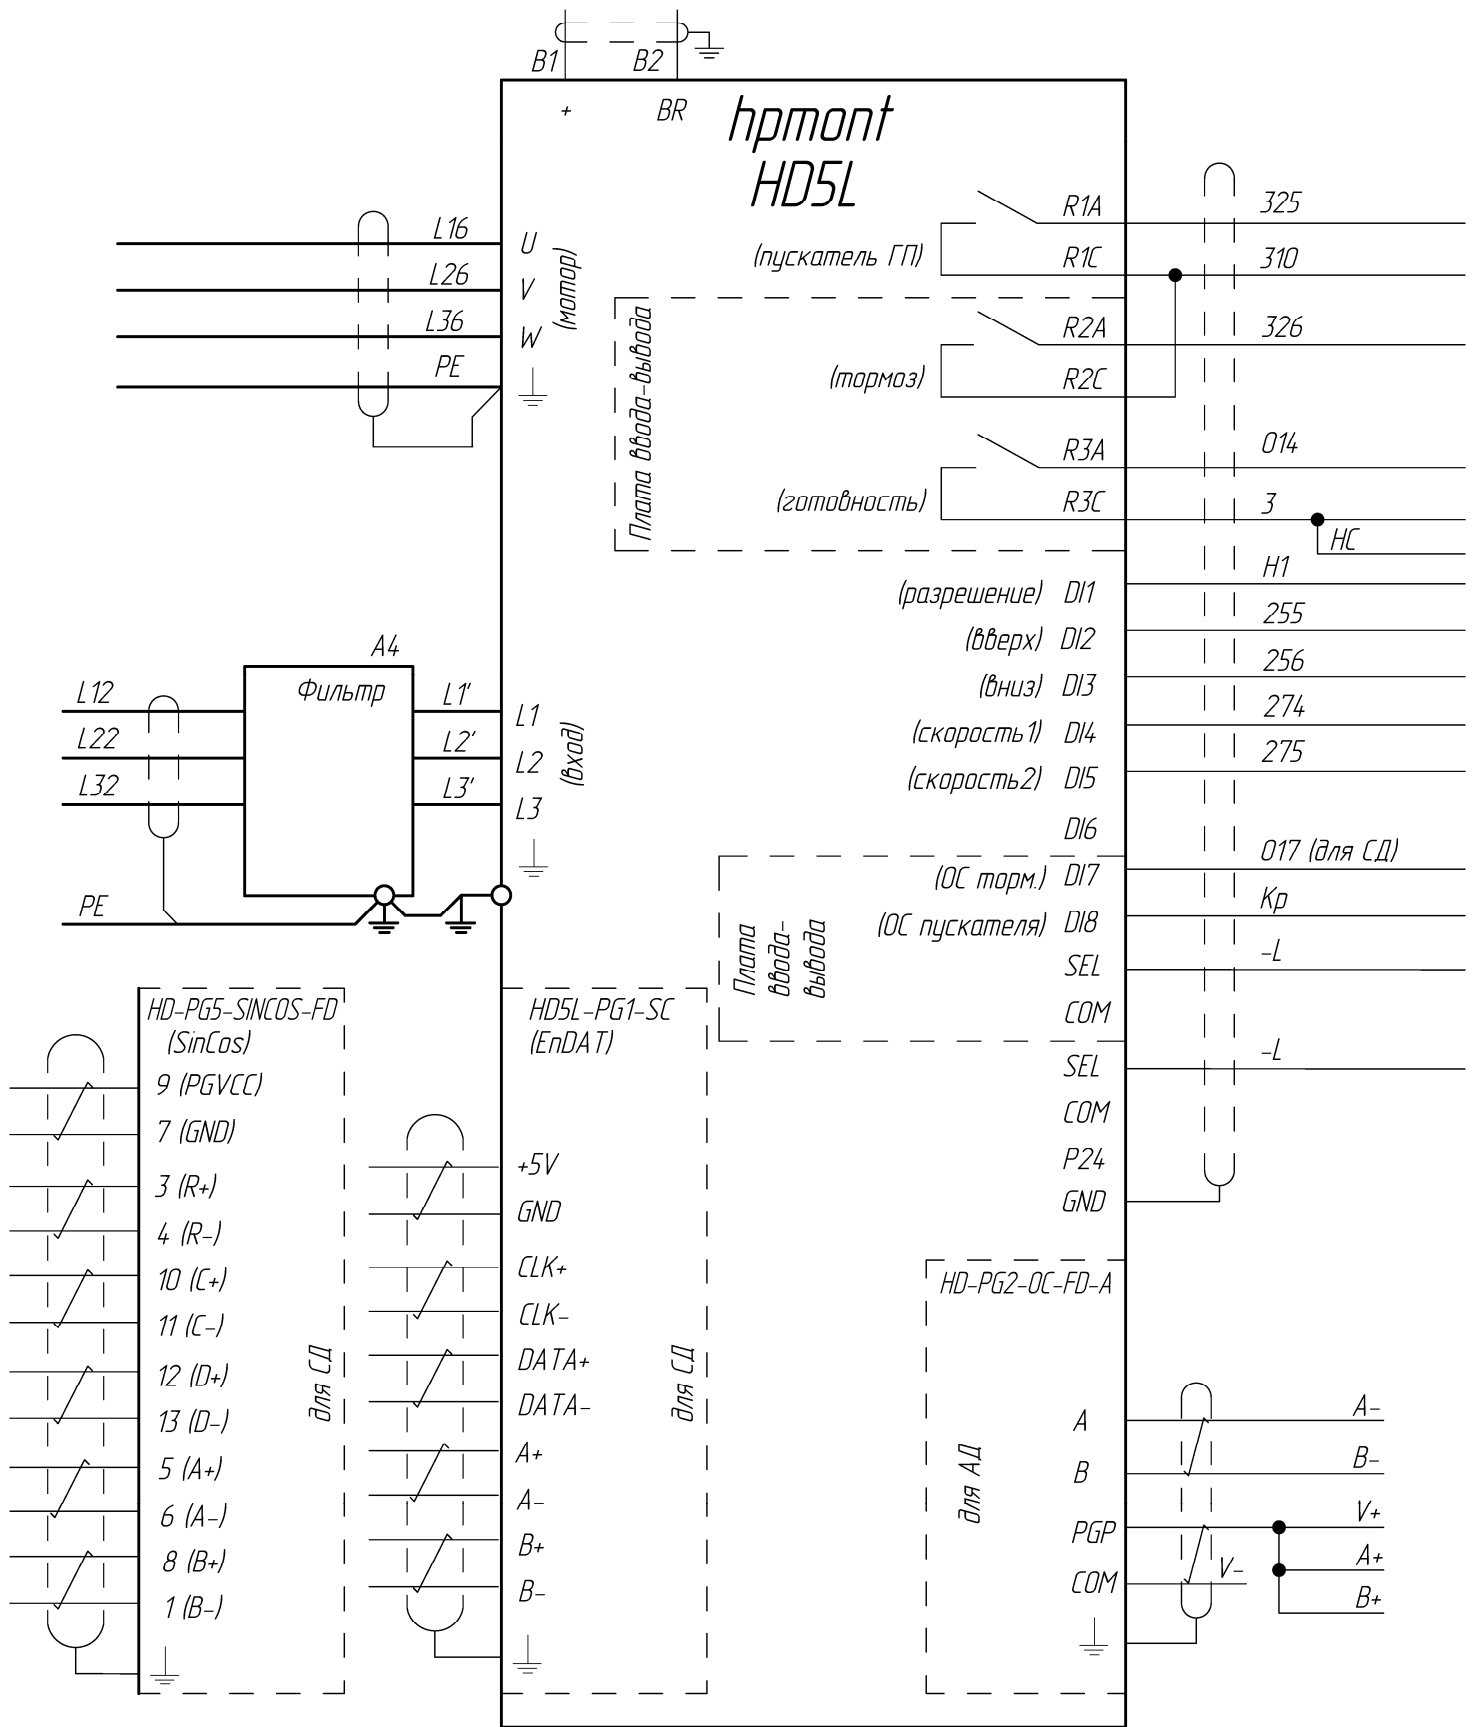 B1
B2
+
BR
hpmont
HD5L
L16
U
L26
V
L36
W
PE
(мотор)
R1A
325
(пускатель ГП)
R1C
310
Плата ввода-вывода
R2A
326
(тормоз)
R2C
R3A
014
(готовность)
R3C
3
НС
(разрешение)
DI1
H1
(вверх)
DI2
255
(вниз)
DI3
256
(скорость1)
DI4
274
(скорость2)
DI5
275
DI6
A4
Фильтр
L12
L1'
L1
L22
L2'
L2
L32
L3'
L3
(вход)
PE
(ОС торм.)
DI7
017 (для СД)
(ОС пускателя)
DI8
Кр
Плата
ввода-
вывода
SEL
-L
COM
SEL
-L
COM
P24
GND
HD-PG5-SINCOS-FD
(SinCos)
9 (PGVCC)
7 (GND)
3 (R+)
4 (R-)
10 (C+)
11 (C-)
12 (D+)
13 (D-)
5 (A+)
6 (A-)
8 (B+)
1 (B-)
для СД
HD5L-PG1-SC
(EnDAT)
+5V
GND
CLK+
CLK-
DATA+
DATA-
A+
A-
B+
B-
для СД
HD-PG2-OC-FD-A
для АД
A
A-
B
B-
PGP
V+
A+
COM
V-
B+